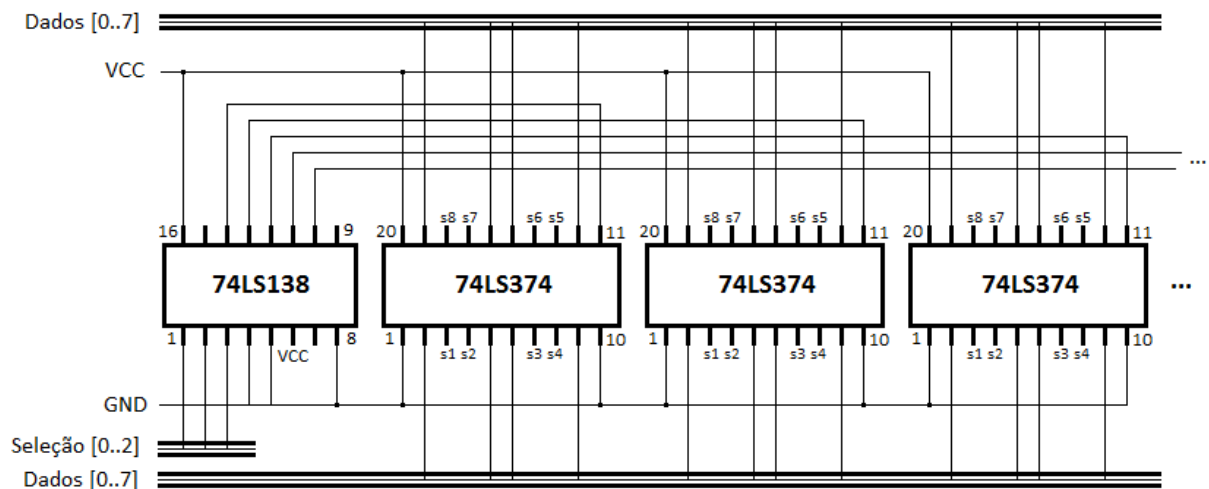 Dados [0..7]
VCC
...
s8 s7 s6 s5 s8 s7 s6 s5 s8 s7 s6 s5
16 9 20 11 20 11 20 11
74LS138 74LS374 74LS374 74LS374 ...
1 8 1 10 1 10 1 10
VCC s1 s2 s3 s4 s1 s2 s3 s4 s1 s2 s3 s4
GND
Seleção [0..2]
Dados [0..7]